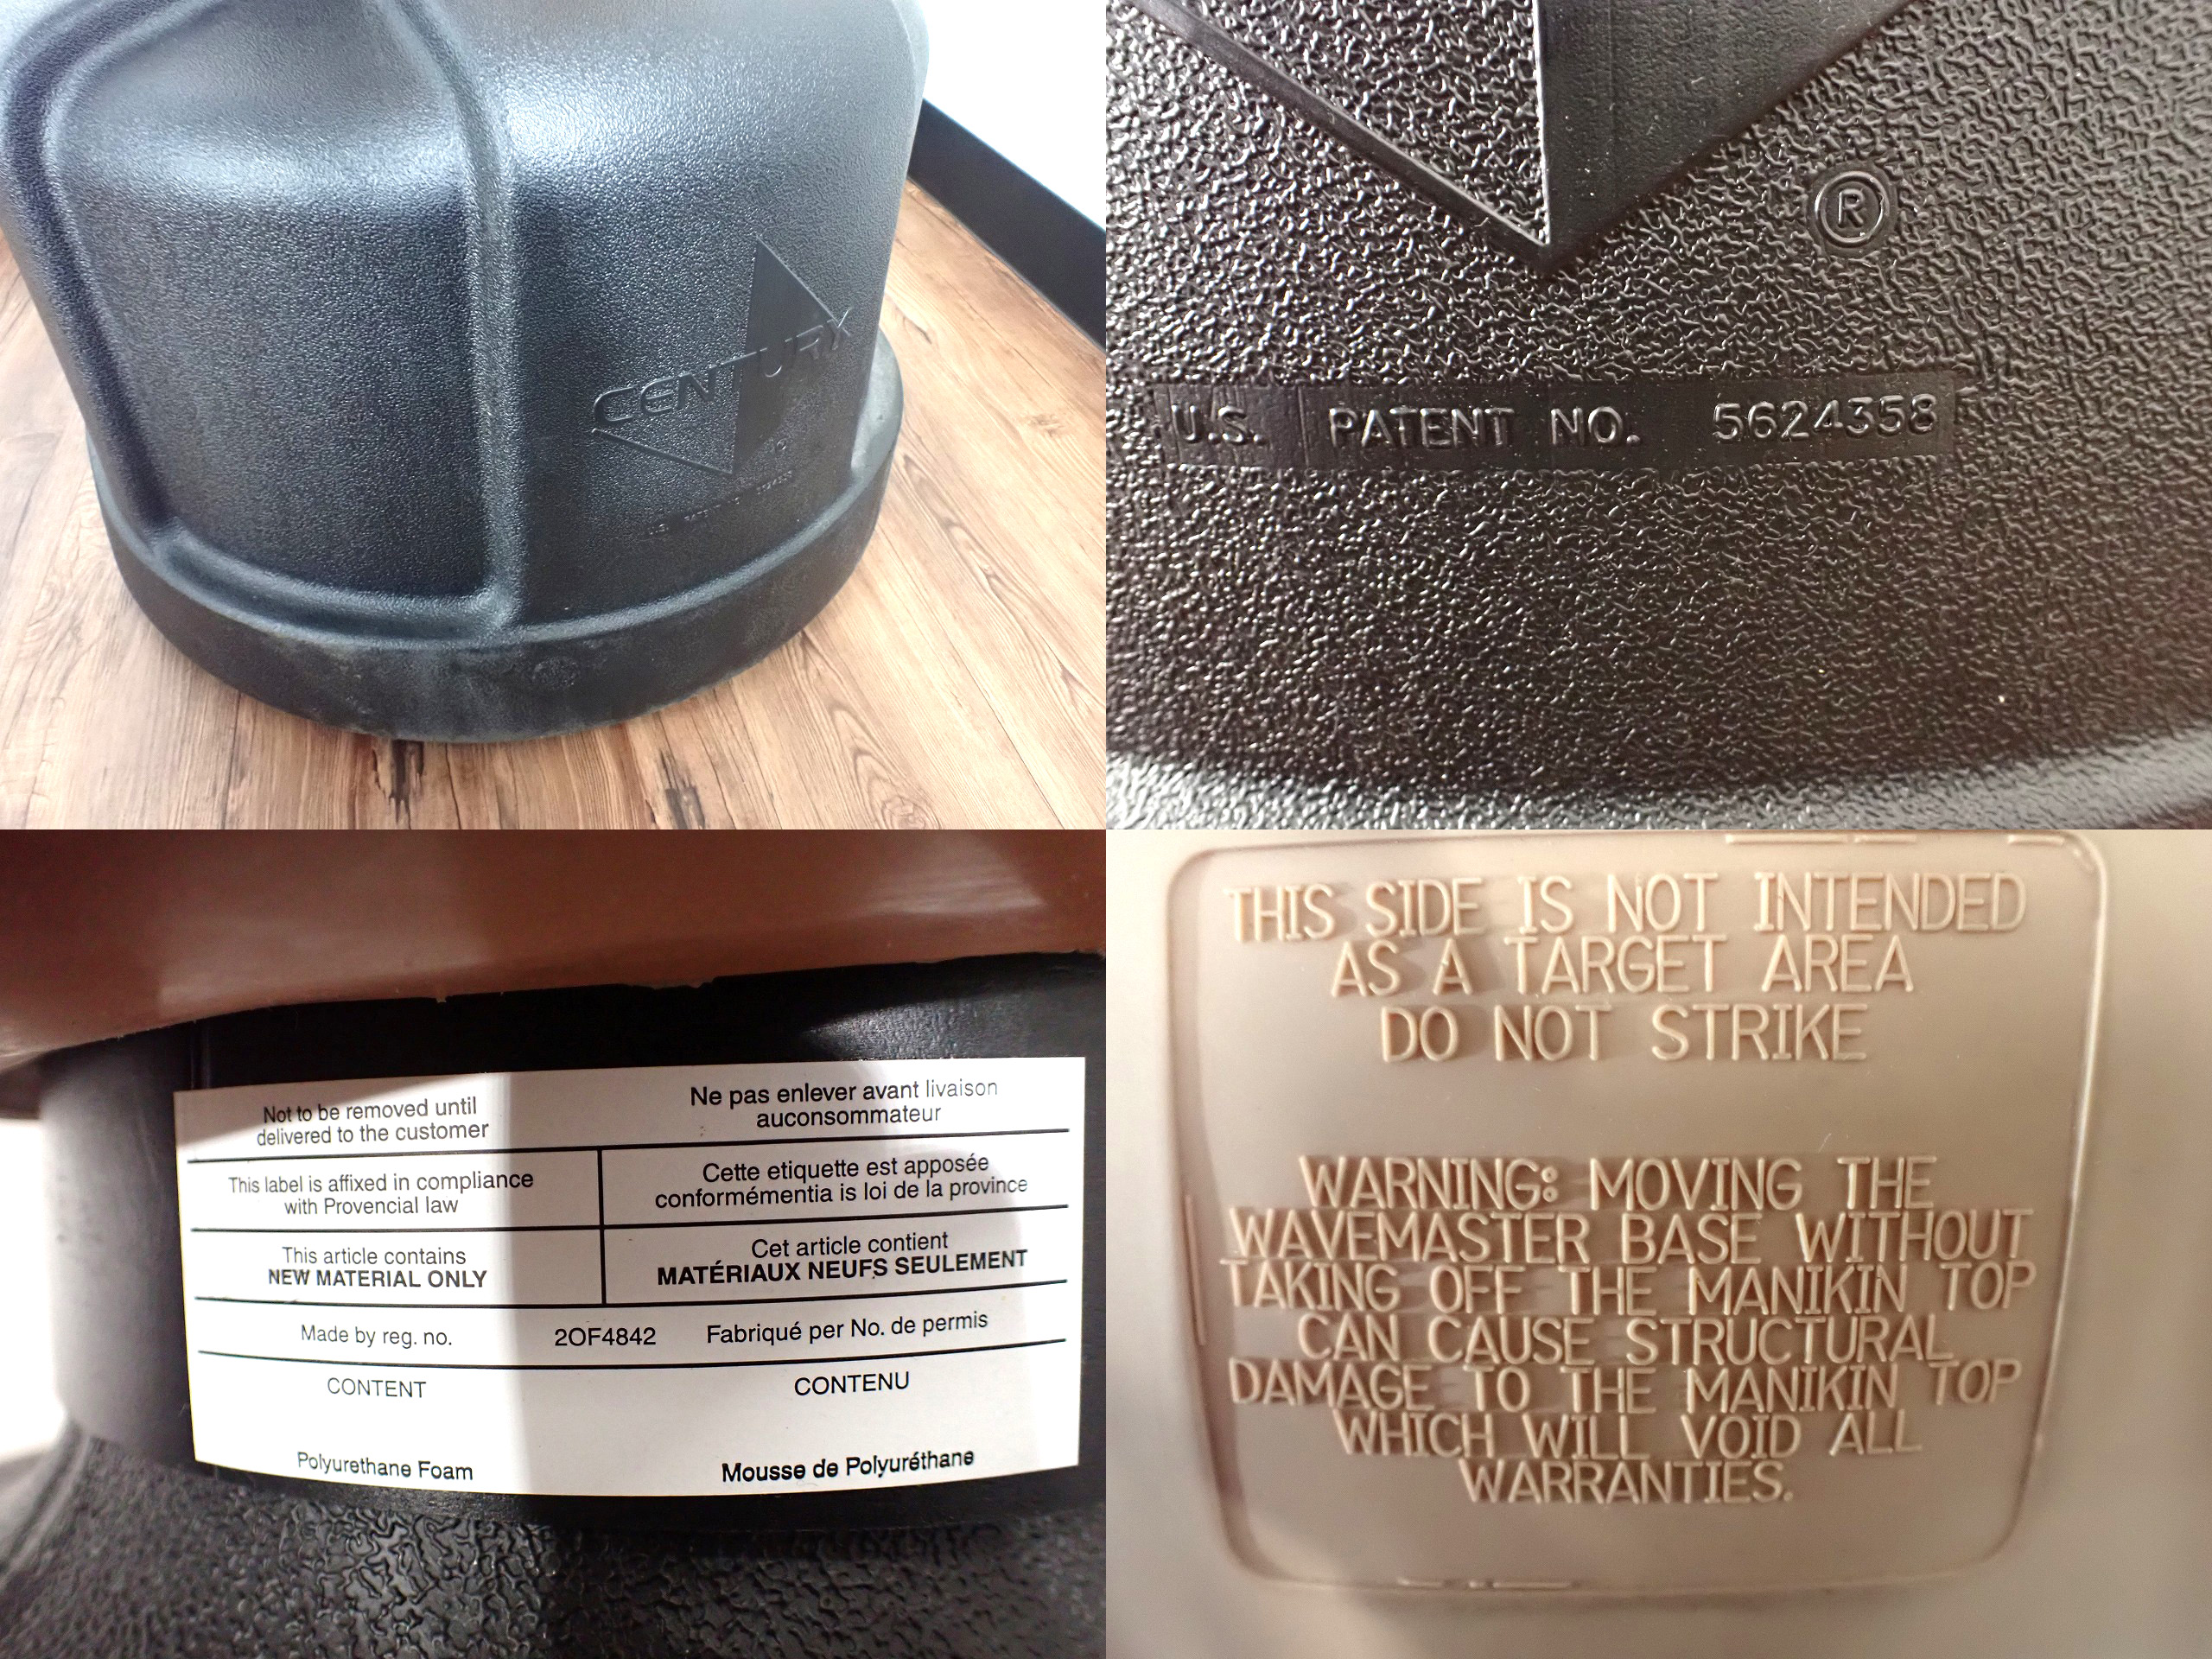 CENTURY
®
U.S. PATENT NO. 5624358
Not to be removed until
delivered to the customer
Ne pas enlever avant livaison
auconsommateur
This label is affixed in compliance
with Provencial law
Cette etiquette est apposée
conformémentia is loi de la province
This article contains
NEW MATERIAL ONLY
Cet article contient
MATÉRIAUX NEUFS SEULEMENT
Made by reg. no. 2OF4842 Fabriqué per No. de permis
CONTENT
CONTENU
Polyurethane Foam
Mousse de Polyuréthane
THIS SIDE IS NOT INTENDED
AS A TARGET AREA
DO NOT STRIKE
WARNING: MOVING THE
WAVEMASTER BASE WITHOUT
TAKING OFF THE MANIKIN TOP
CAN CAUSE STRUCTURAL
DAMAGE TO THE MANIKIN TOP
WHICH WILL VOID ALL
WARRANTIES.